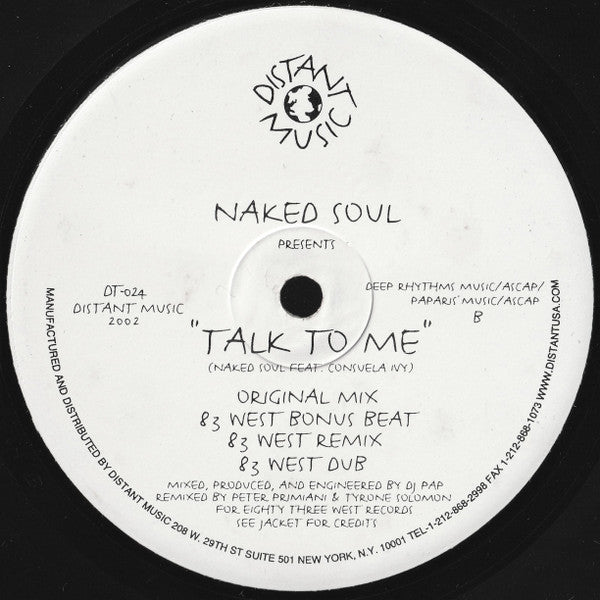 DISTANT MUSIC
NAKED SOUL
PRESENTS
DT-024
DISTANT MUSIC
2002
DEEP RHYTHMS MUSIC/ASCAP/
PAPARIS' MUSIC/ASCAP
B
"TALK TO ME"
(NAKED SOUL FEAT. CONSUELA IVY)
ORIGINAL MIX
83 WEST BONUS BEAT
83 WEST REMIX
83 WEST DUB
MIXED, PRODUCED, AND ENGINEERED BY DJ PAP
REMIXED BY PETER PRIMIANI & TYRONE SOLOMON
FOR EIGHTY THREE WEST RECORDS
SEE JACKET FOR CREDITS
MANUFACTURED AND DISTRIBUTED BY DISTANT MUSIC 208 W. 29TH ST SUITE 501 NEW YORK, N.Y. 10001 TEL-1-212-868-2998 FAX 1-212-868-1073 WWW.DISTANTUSA.COM